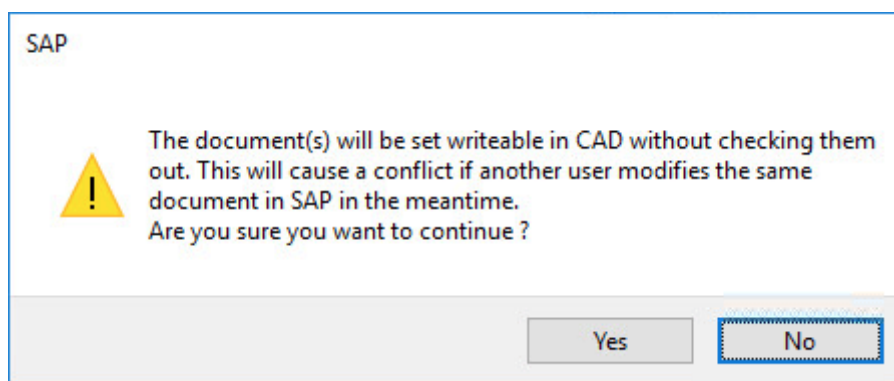 SAP
The document(s) will be set writeable in CAD without checking them
out. This will cause a conflict if another user modifies the same
document in SAP in the meantime.
Are you sure you want to continue ?
Yes No